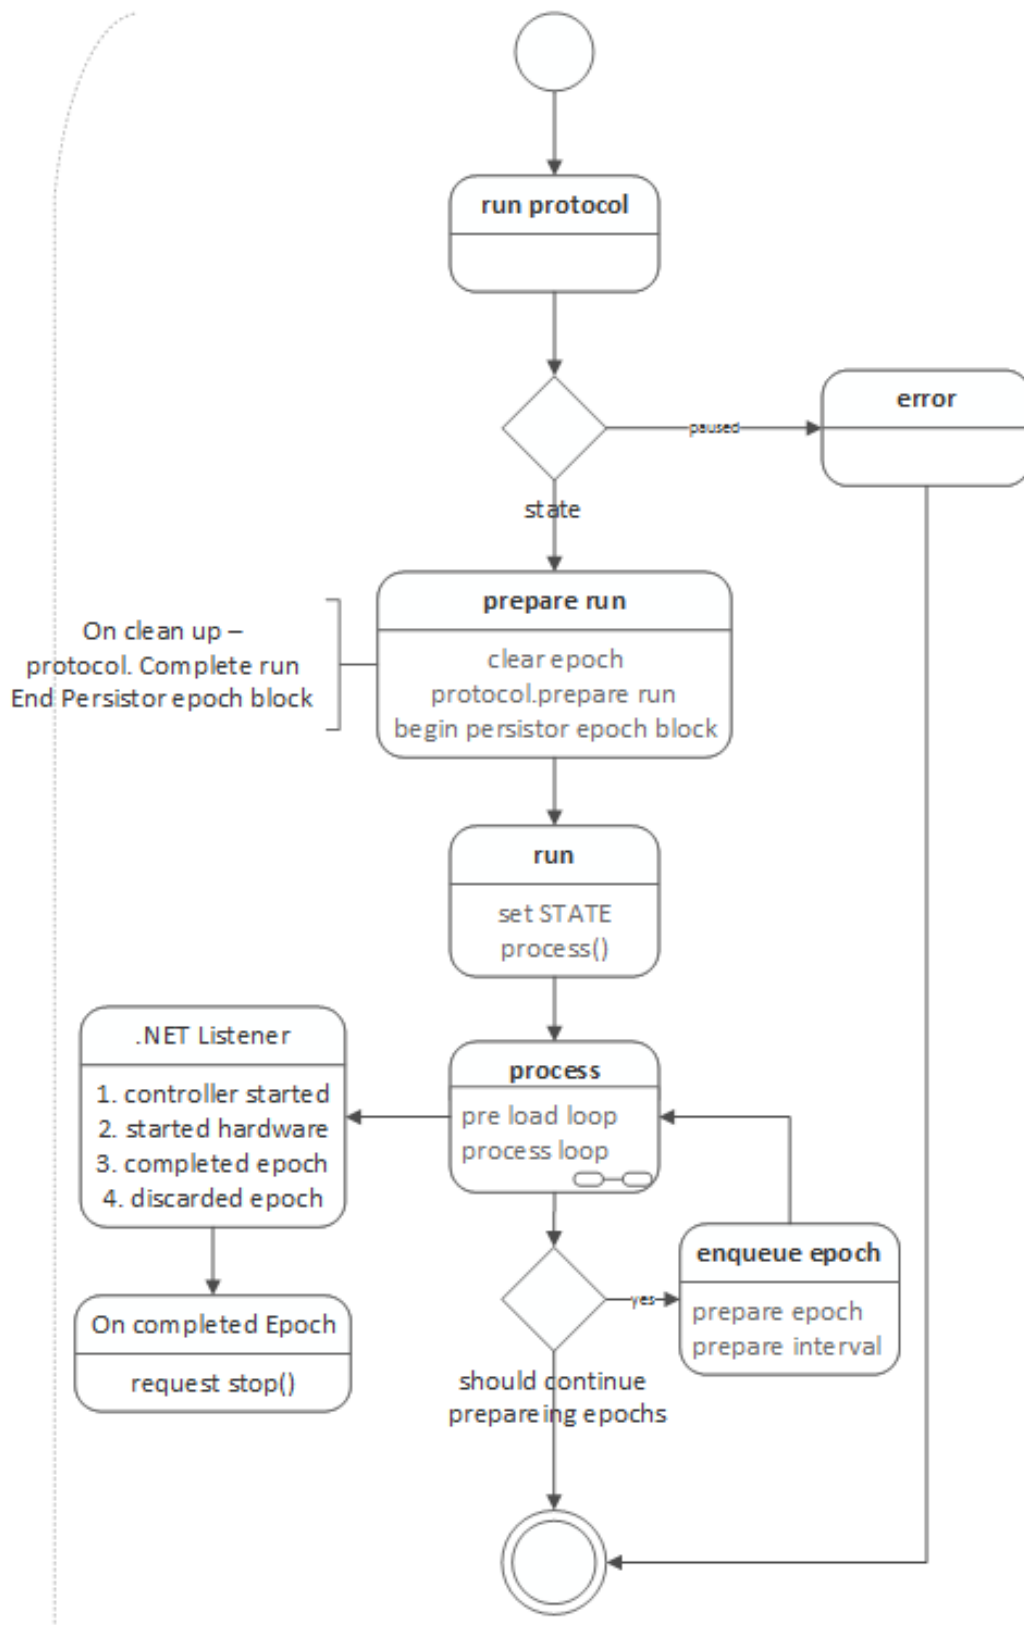 run protocol
error
paused
state
prepare run
clear epoch
protocol.prepare run
begin persistor epoch block
On clean up –
protocol. Complete run
End Persistor epoch block
run
set STATE
process()
.NET Listener
1. controller started
2. started hardware
3. completed epoch
4. discarded epoch
process
pre load loop
process loop
enqueue epoch
prepare epoch
prepare interval
yes
On completed Epoch
request stop()
should continue
prepareing epochs